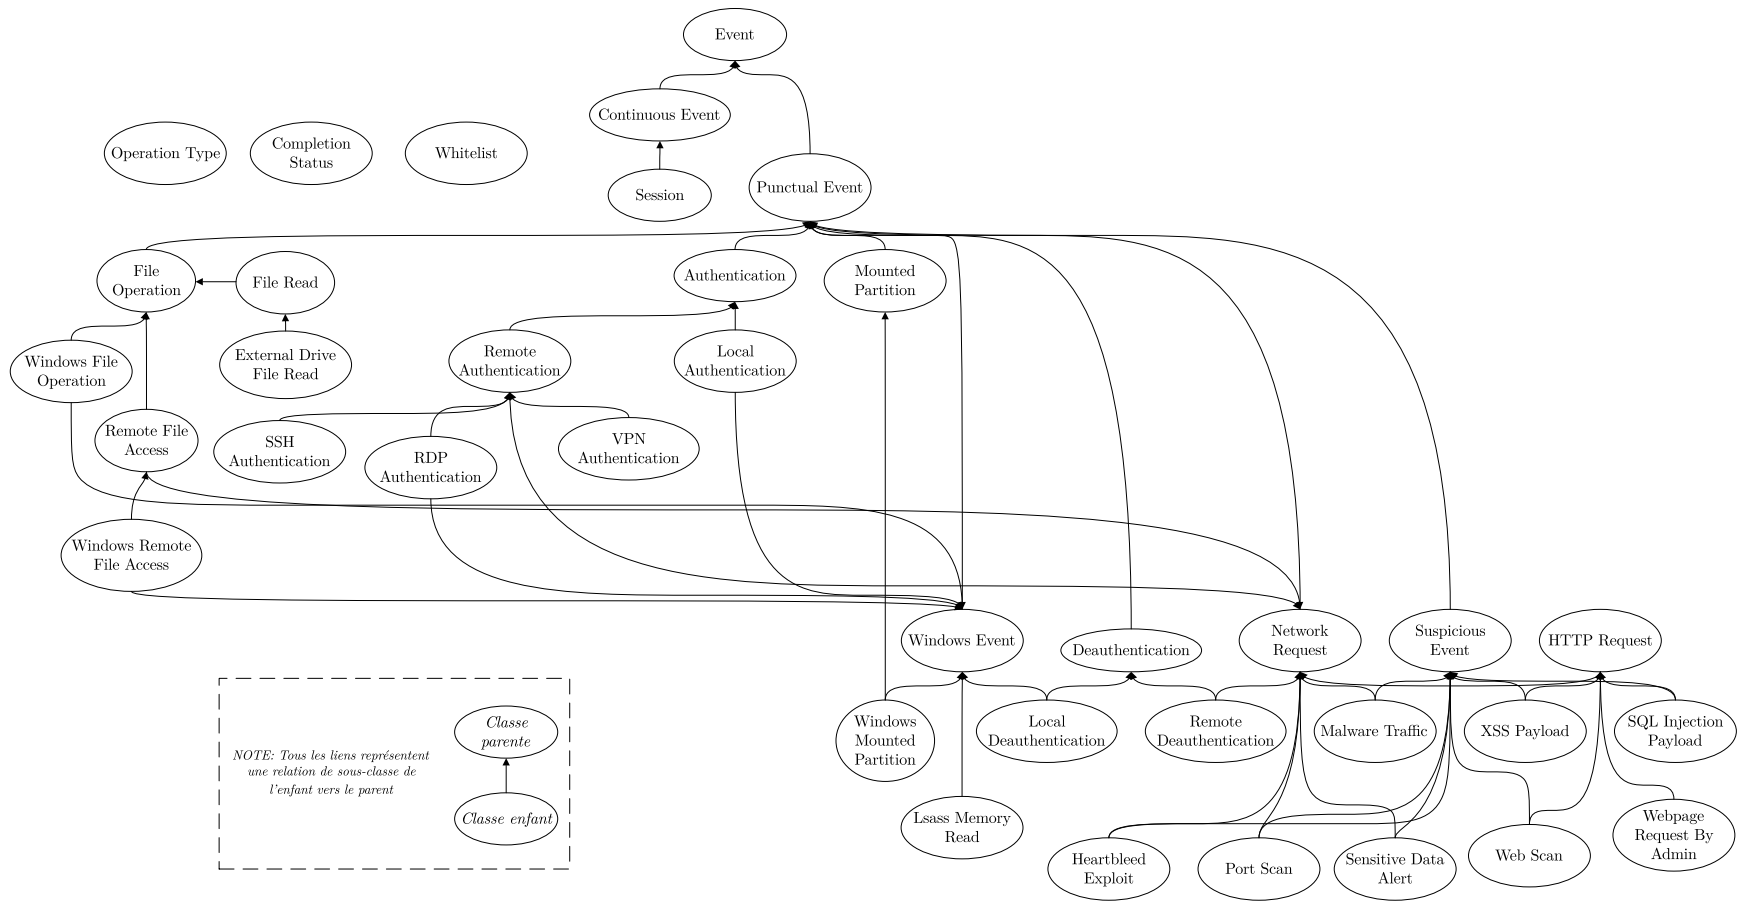 Event
Continuous Event
Operation Type
Completion
Status
Whitelist
Session
Punctual Event
File
Operation
File Read
Authentication
Mounted
Partition
Windows File
Operation
External Drive
File Read
Remote
Authentication
Local
Authentication
Remote File
Access
SSH
Authentication
RDP
Authentication
VPN
Authentication
Windows Remote
File Access
Windows Event
Deauthentication
Network
Request
Suspicious
Event
HTTP Request
Windows
Mounted
Partition
Local
Deauthentication
Remote
Deauthentication
Malware Traffic
XSS Payload
SQL Injection
Payload
Lsass Memory
Read
Heartbleed
Exploit
Port Scan
Sensitive Data
Alert
Web Scan
Webpage
Request By
Admin
NOTE: Tous les liens représentent
une relation de sous-classe de
l'enfant vers le parent
Classe
parente
Classe enfant